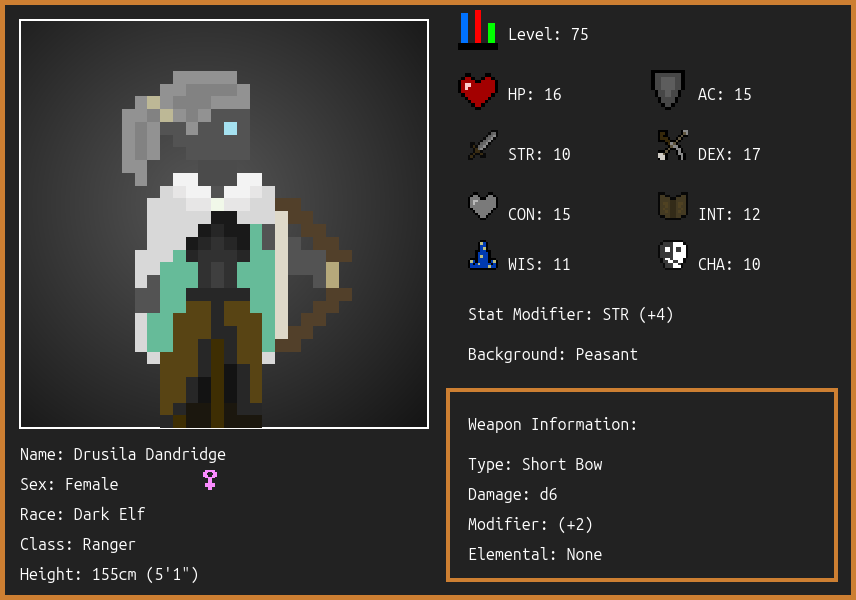 Level: 75
HP: 16
AC: 15
STR: 10
DEX: 17
CON: 15
INT: 12
WIS: 11
CHA: 10
Stat Modifier: STR (+4)
Background: Peasant
Weapon Information:
Type: Short Bow
Damage: d6
Modifier: (+2)
Elemental: None
Name: Drusila Dandridge
Sex: Female
Race: Dark Elf
Class: Ranger
Height: 155cm (5'1")